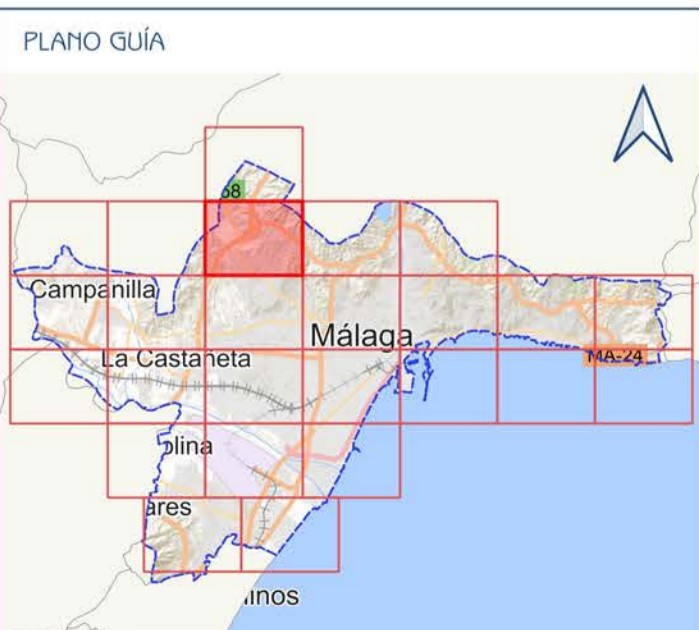 PLANO GUÍA
68
Campanilla
Málaga
La Castañeta
MA-24
olina
ares
inos